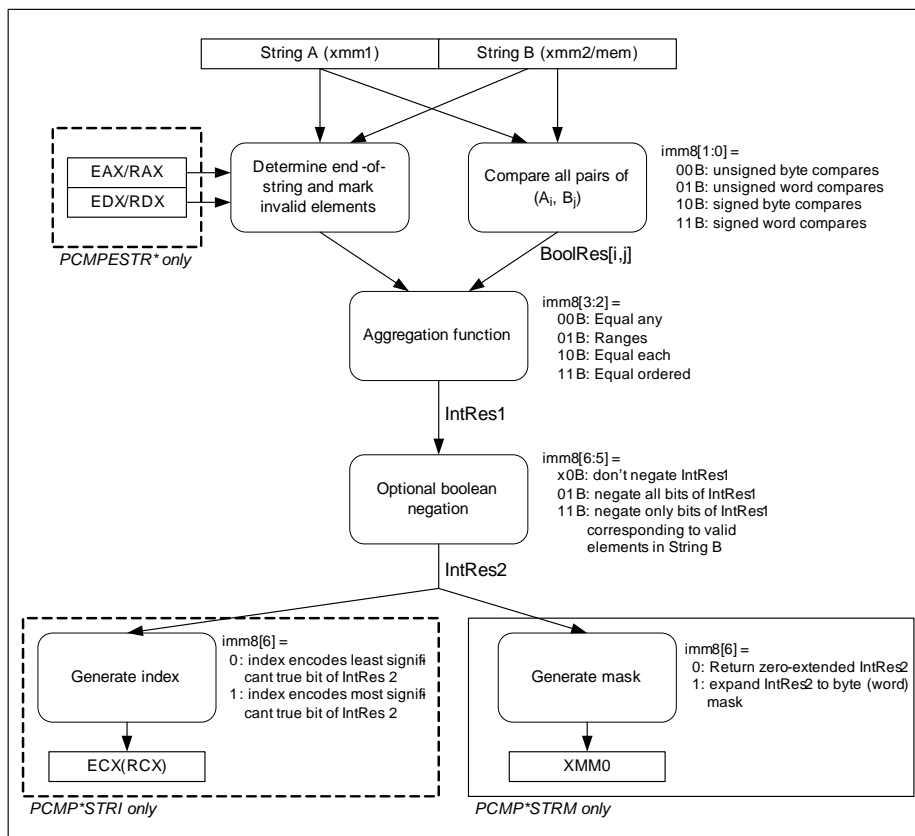 String A (xmm1)
String B (xmm2/mem)
EAX/RAX
EDX/RDX
PCMPESTR* only
Determine end -of-
string and mark
invalid elements
Compare all pairs of
(Ai, Bj)
imm8[1:0] =
00B: unsigned byte compares
01B: unsigned word compares
10B: signed byte compares
11B: signed word compares
BoolRes[i,j]
Aggregation function
imm8[3:2] =
00B: Equal any
01B: Ranges
10B: Equal each
11B: Equal ordered
IntRes1
Optional boolean
negation
imm8[6:5] =
x0B: don't negate IntRes1
01B: negate all bits of IntRes1
11B: negate only bits of IntRes1
corresponding to valid
elements in String B
IntRes2
Generate index
imm8[6] =
0: index encodes least signifi
cant true bit of IntRes 2
1: index encodes most signifi
cant true bit of IntRes 2
ECX(RCX)
PCMP*STRI only
Generate mask
imm8[6] =
0: Return zero-extended IntRes2
1: expand IntRes2 to byte (word)
mask
XMM0
PCMP*STRM only